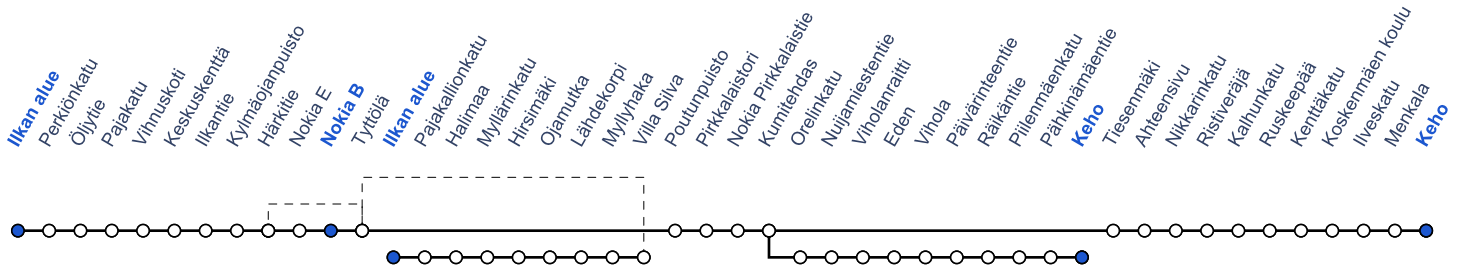 Ilkan alue
Perkiönkatu
Öljytie
Pajakatu
Vihnuskoti
Keskuskenttä
Ilkantie
Kylmäojanpuisto
Härkitie
Nokia E
Nokia B
Tyttölä
Ilkan alue
Pajakallionkatu
Halimaa
Myllärinkatu
Hirsimäki
Ojamutka
Lähdekorpi
Myllyhaka
Villa Silva
Poutunpuisto
Pirkkalaistori
Nokia Pirkkalaistie
Kumitehdas
Orelinkatu
Nuijamiestentie
Viholanraitti
Eden
Vihola
Päivärinteentie
Räikäntie
Piilenmäenkatu
Pähkinämäentie
Keho
Tiesenmäki
Ahteensivu
Nikkarinkatu
Ristiveräjä
Kalhunkatu
Ruskeepää
Kenttäkatu
Koskenmäen koulu
Ilveskatu
Menkala
Keho